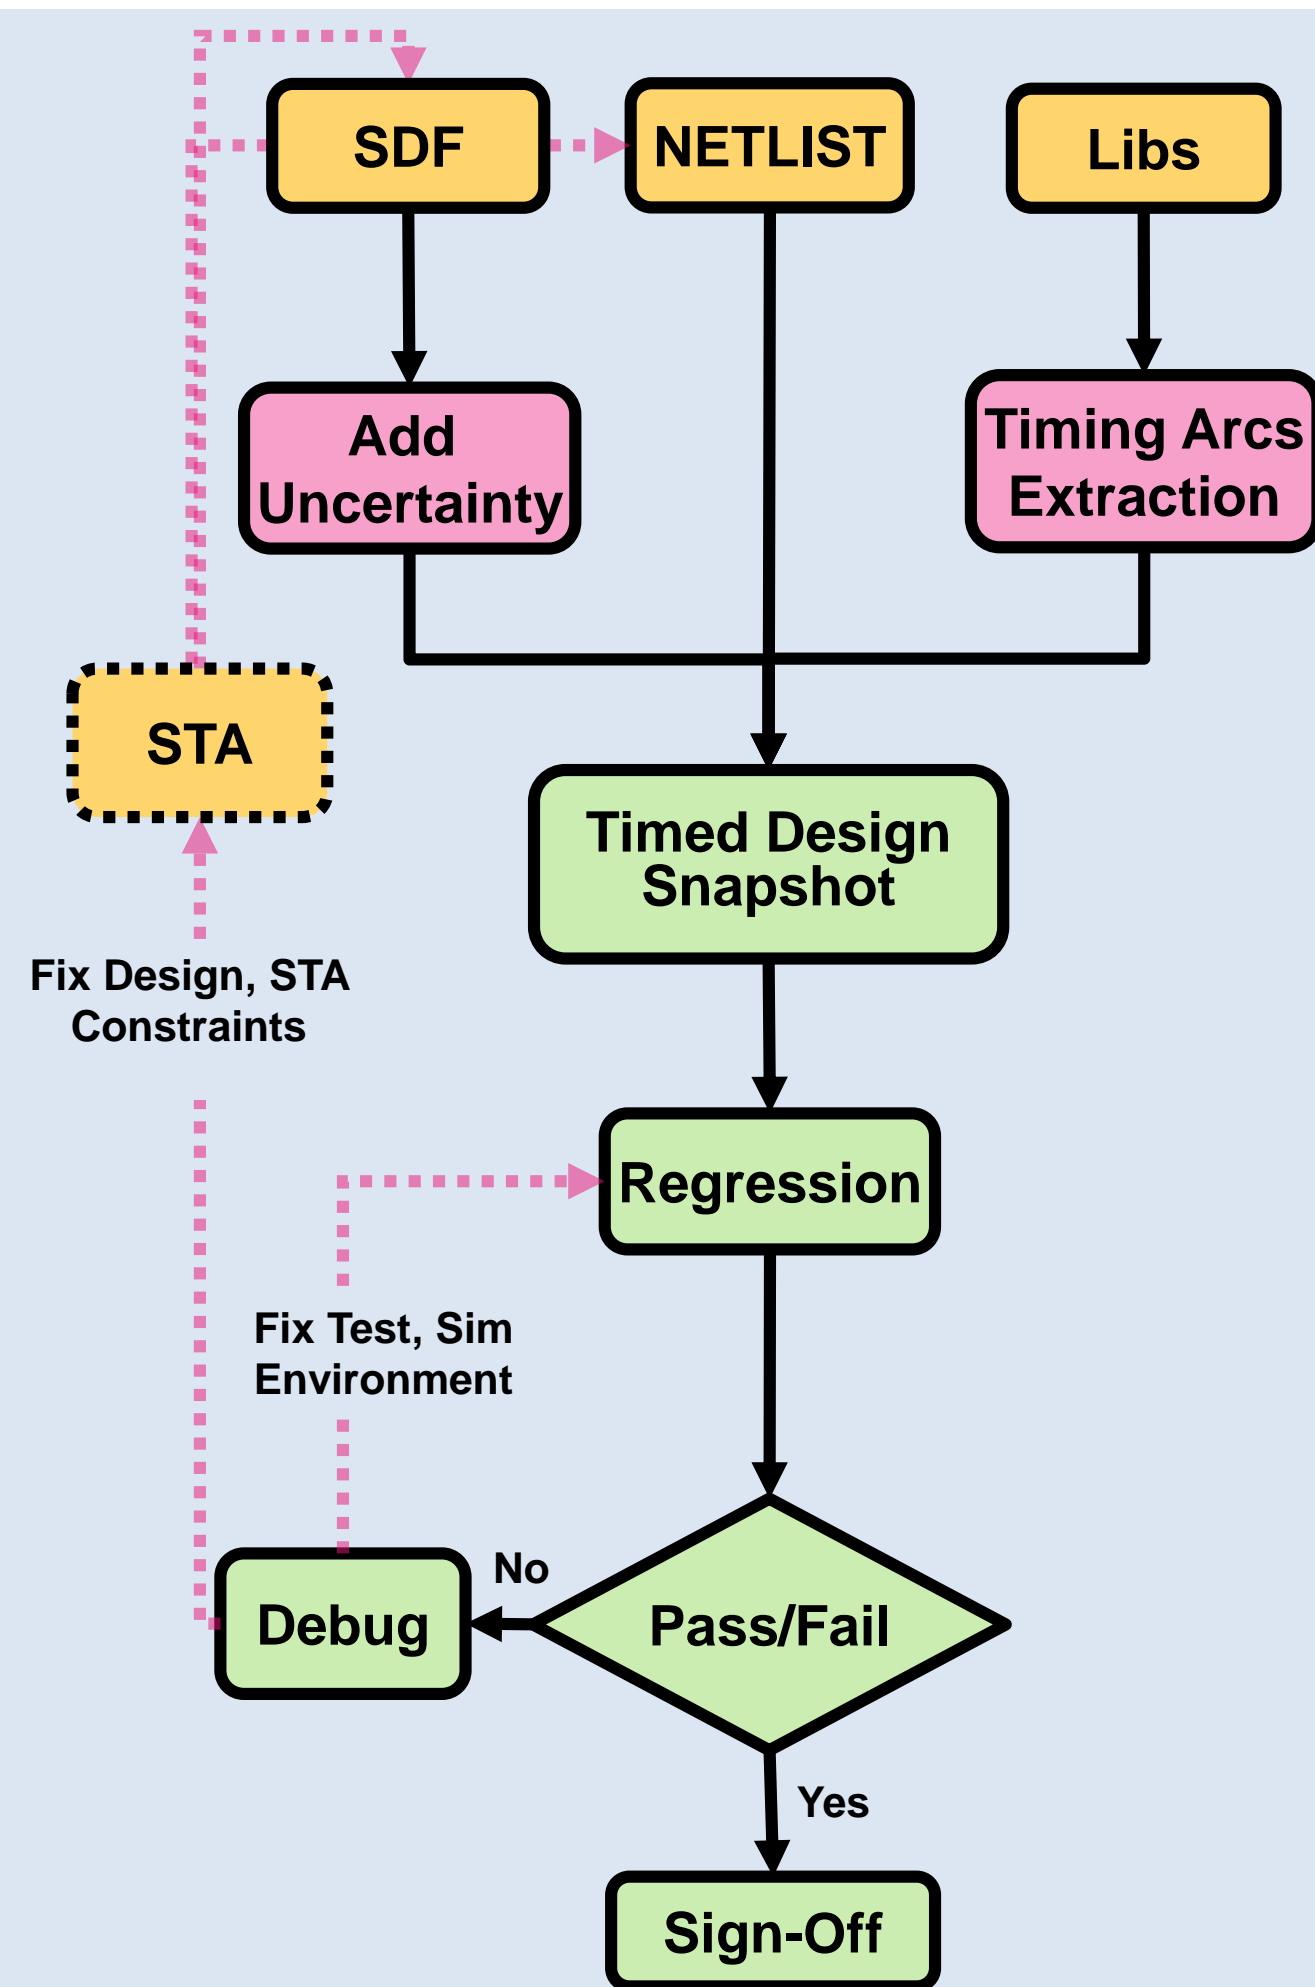 SDF
NETLIST
Libs
Add
Uncertainty
Timing Arcs
Extraction
STA
Timed Design
Snapshot
Fix Design, STA
Constraints
Regression
Fix Test, Sim
Environment
No
Debug
Pass/Fail
Yes
Sign-Off